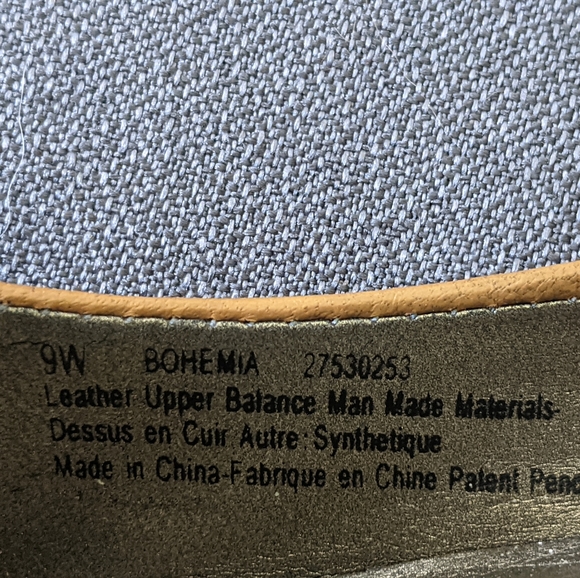 9W BOHEMIA 27530253
Leather Upper Balance Man Made Materials-
Dessus en Cuir Autre: Synthetique
Made in China-Fabrique en Chine Patent Pend